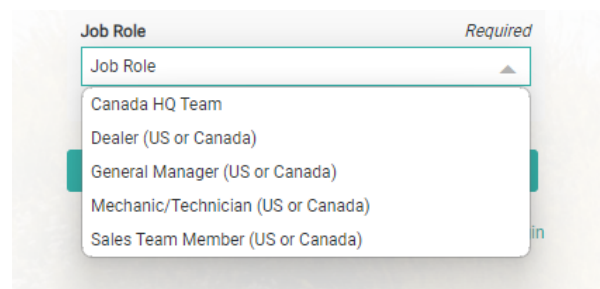 Job Role Required
Job Role
Canada HQ Team
Dealer (US or Canada)
General Manager (US or Canada)
Mechanic/Technician (US or Canada)
Sales Team Member (US or Canada)
in